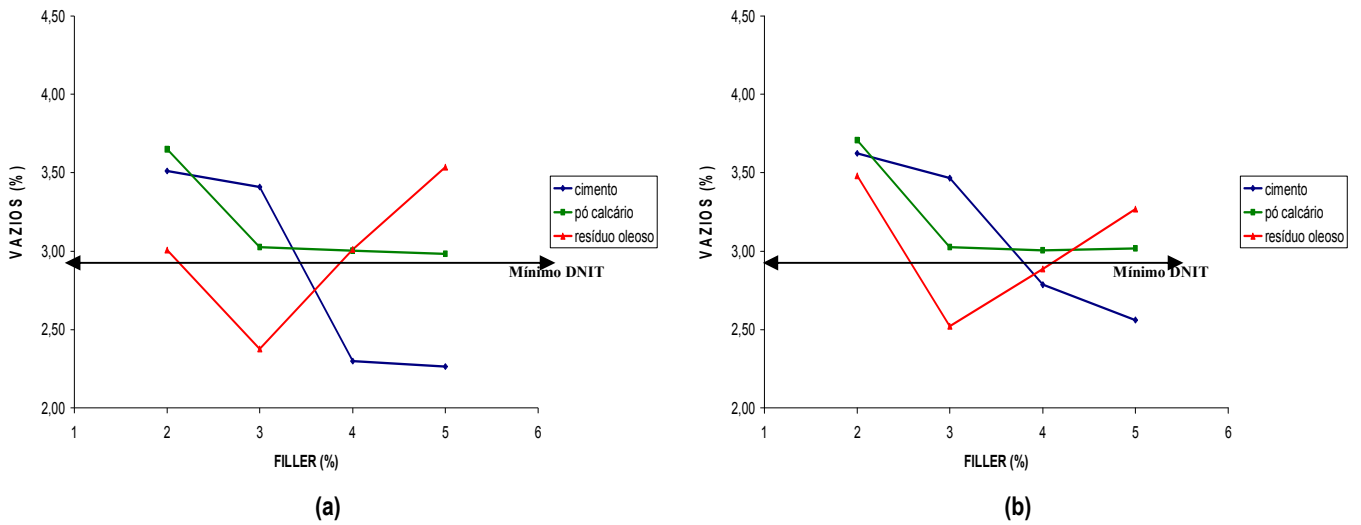 4,50
4,00
3,50
3,00
2,50
2,00
VAZIOS (%)
1 2 3 4 5 6
FILLER (%)
cimento
pó calcário
resíduo oleoso
Mínimo DNIT
(a)
4,50
4,00
3,50
3,00
2,50
2,00
VAZIOS (%)
1 2 3 4 5 6
FILLER (%)
cimento
pó calcário
resíduo oleoso
Mínimo DNIT
(b)